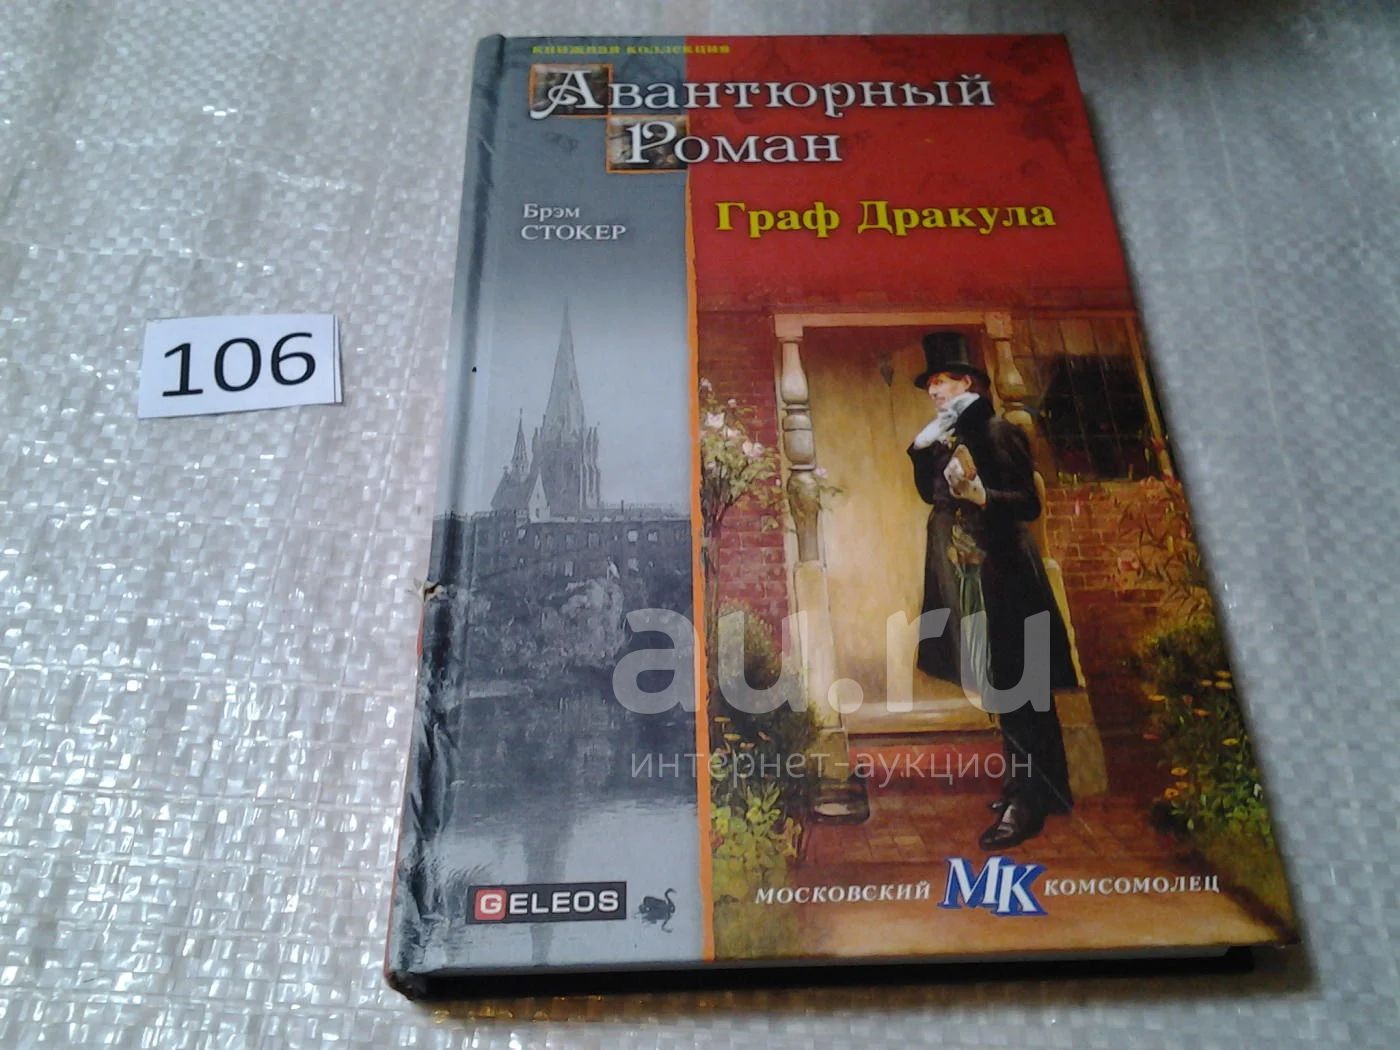 книжная коллекция
Авантюрный
Роман
Брэм
СТОКЕР
Граф Дракула
106
au.ru
интернет-аукцион
GELEOS
МОСКОВСКИЙ МК КОМСОМОЛЕЦ